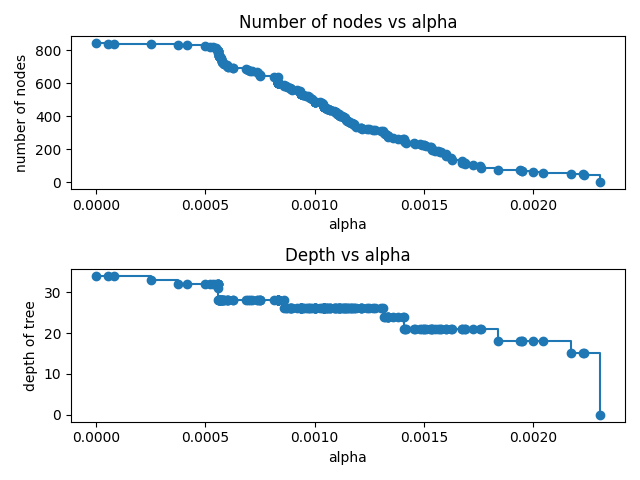 Number of nodes vs alpha
number of nodes
800
600
400
200
0
0.0000 0.0005 0.0010 0.0015 0.0020
alpha
Depth vs alpha
depth of tree
30
20
10
0
0.0000 0.0005 0.0010 0.0015 0.0020
alpha